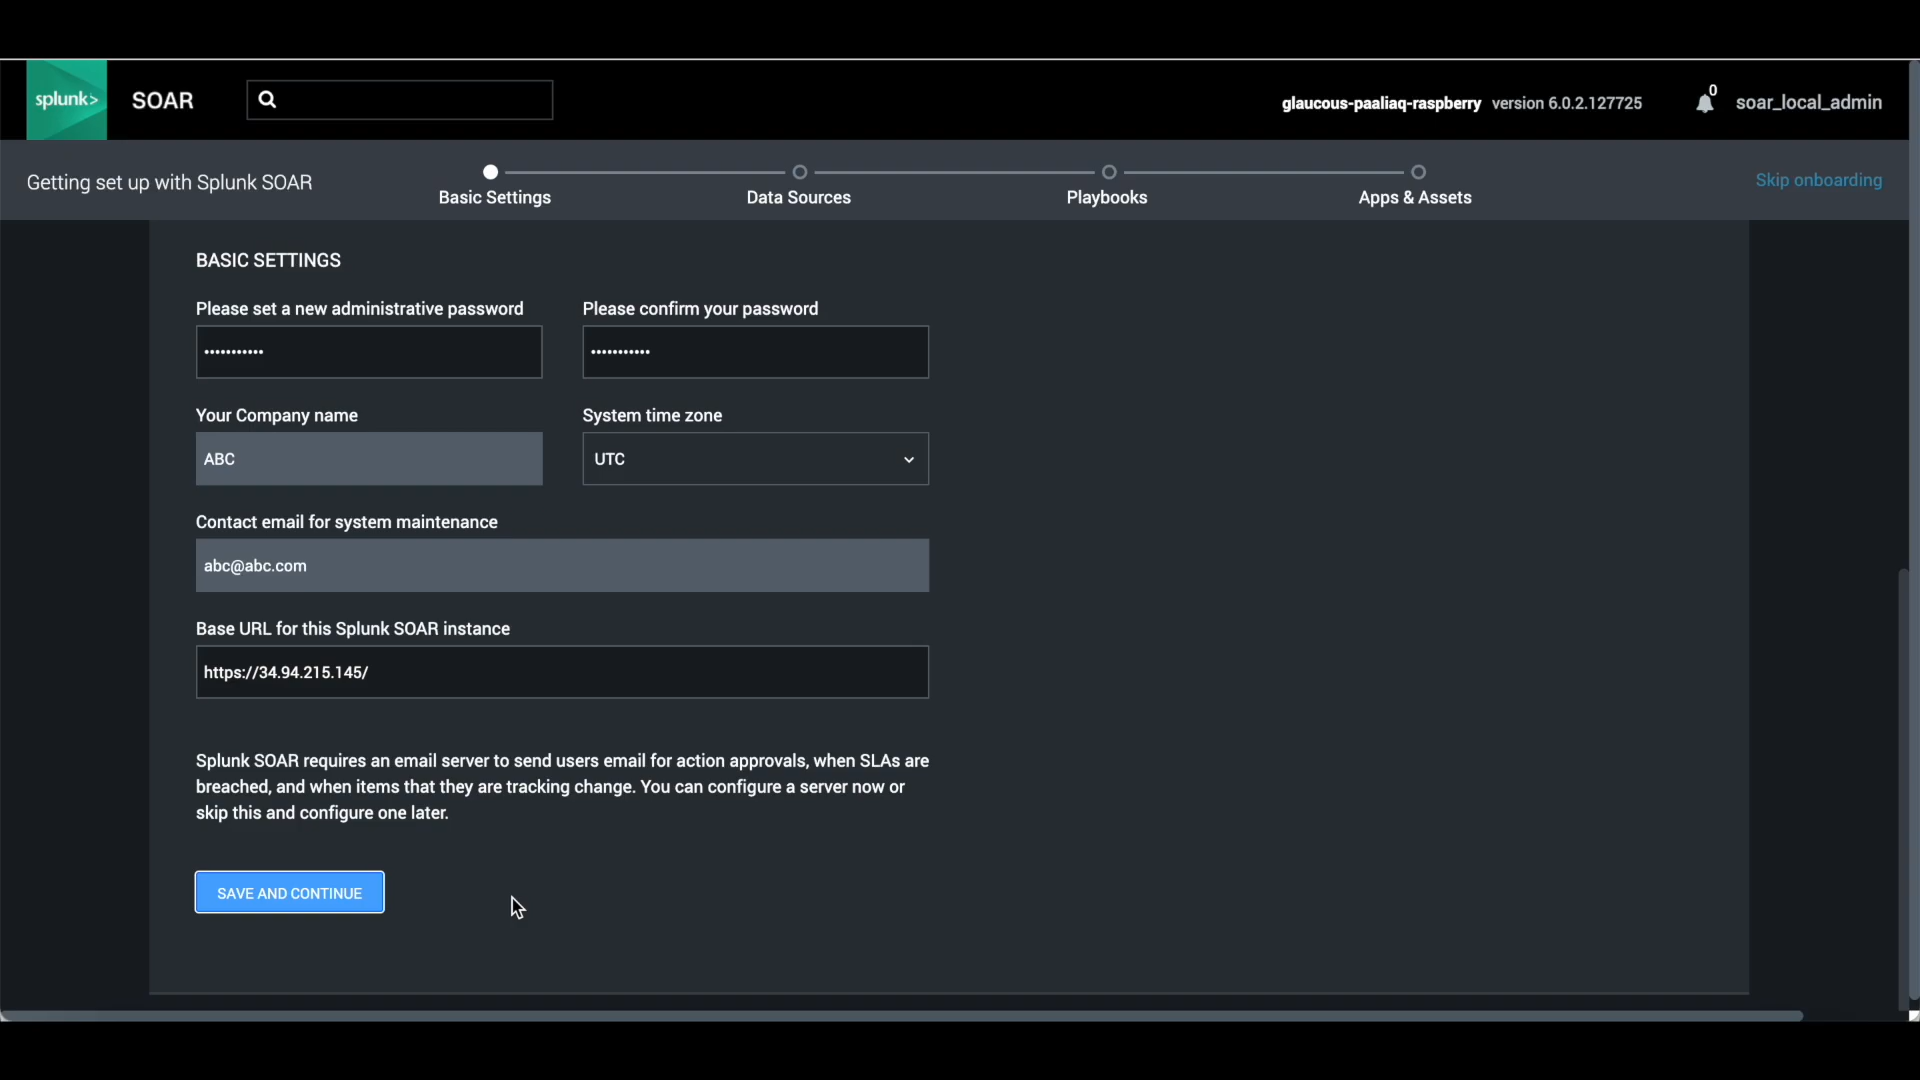 splunk>
SOAR
glaucous-paaliaq-raspberry version 6.0.2.127725
0
soar_local_admin
Getting set up with Splunk SOAR
Basic Settings
Data Sources
Playbooks
Apps & Assets
Skip onboarding
BASIC SETTINGS
Please set a new administrative password
Please confirm your password
•••••••••••
•••••••••••
Your Company name
System time zone
ABC
UTC
Contact email for system maintenance
abc@abc.com
Base URL for this Splunk SOAR instance
https://34.94.215.145/
Splunk SOAR requires an email server to send users email for action approvals, when SLAs are
breached, and when items that they are tracking change. You can configure a server now or
skip this and configure one later.
SAVE AND CONTINUE